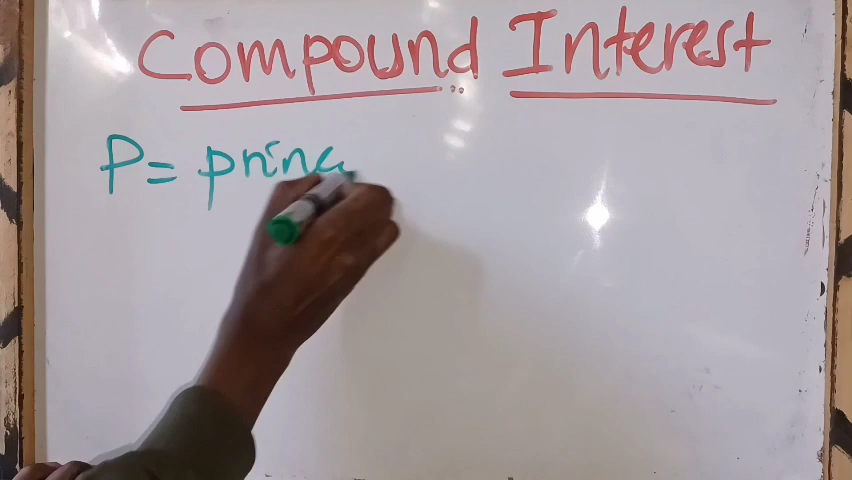 Compound Interest
P = princ